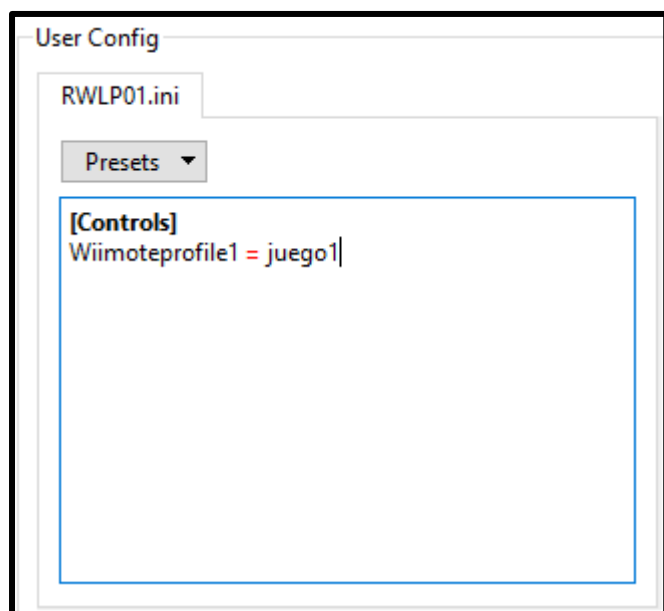 User Config
RWLP01.ini
Presets
[Controls]
Wiimoteprofile1 = juego1